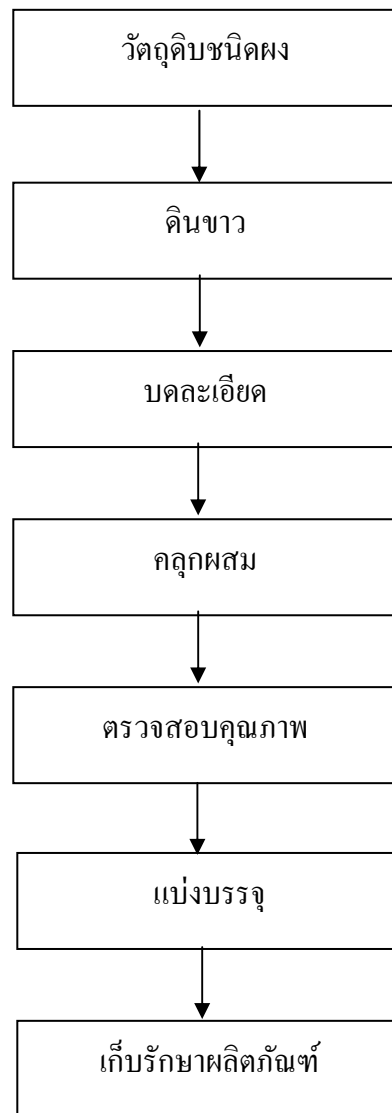 วัตถุดิบชนิดผง
ดินขาว
บดละเอียด
คลุกผสม
ตรวจสอบคุณภาพ
แบ่งบรรจุ
เก็บรักษาผลิตภัณฑ์